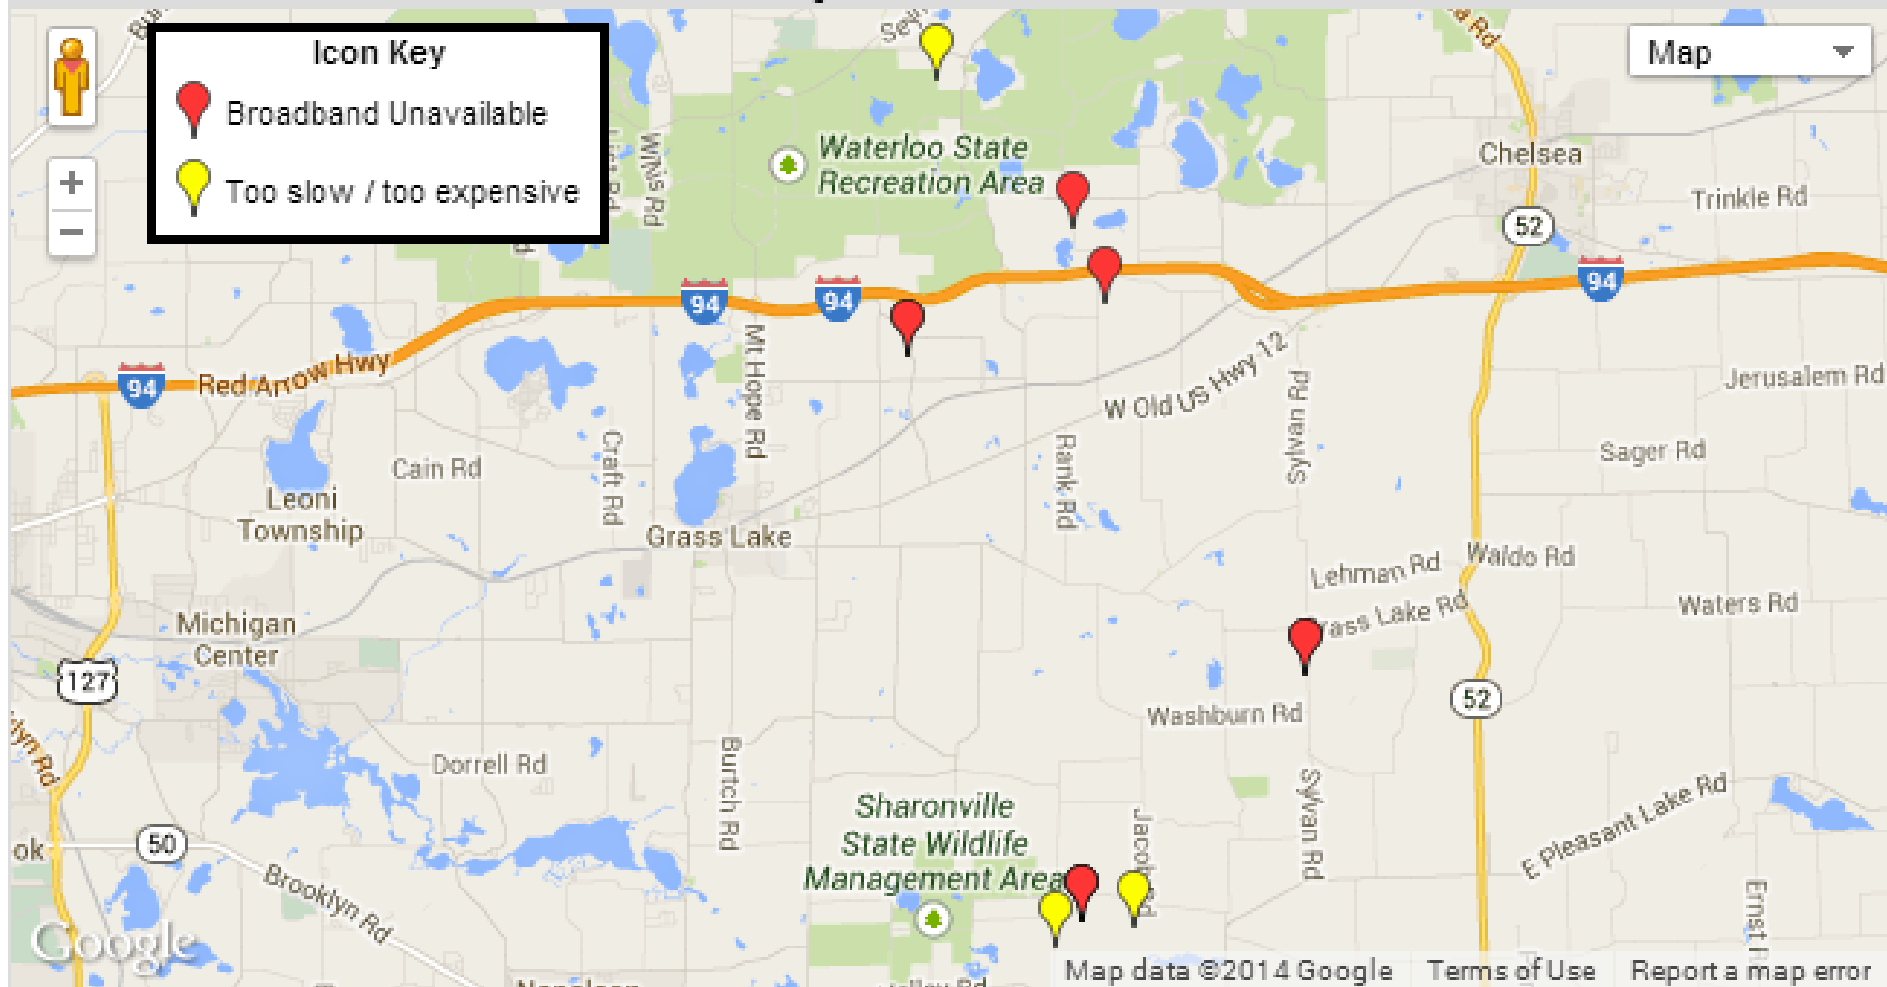 Icon Key
Broadband Unavailable
Too slow / too expensive
Map
Waterloo State
Recreation Area
Willis Rd
Chelsea
Trinkle Rd
52
94
94
94
94
Red Arrow Hwy
Mt Hope Rd
W Old US Hwy 12
Sylvan Rd
Jerusalem Rd
Cain Rd
Craft Rd
Rank Rd
Sager Rd
Leoni
Township
Grass Lake
Lehman Rd
Waldo Rd
Waters Rd
Michigan
Center
127
52
Washburn Rd
Dorrell Rd
Burtch Rd
Sylvan Rd
E Pleasant Lake Rd
Sharonville
State Wildlife
Management Area
50
Brooklyn Rd
Google
Map data ©2014 Google
Terms of Use
Report a map error